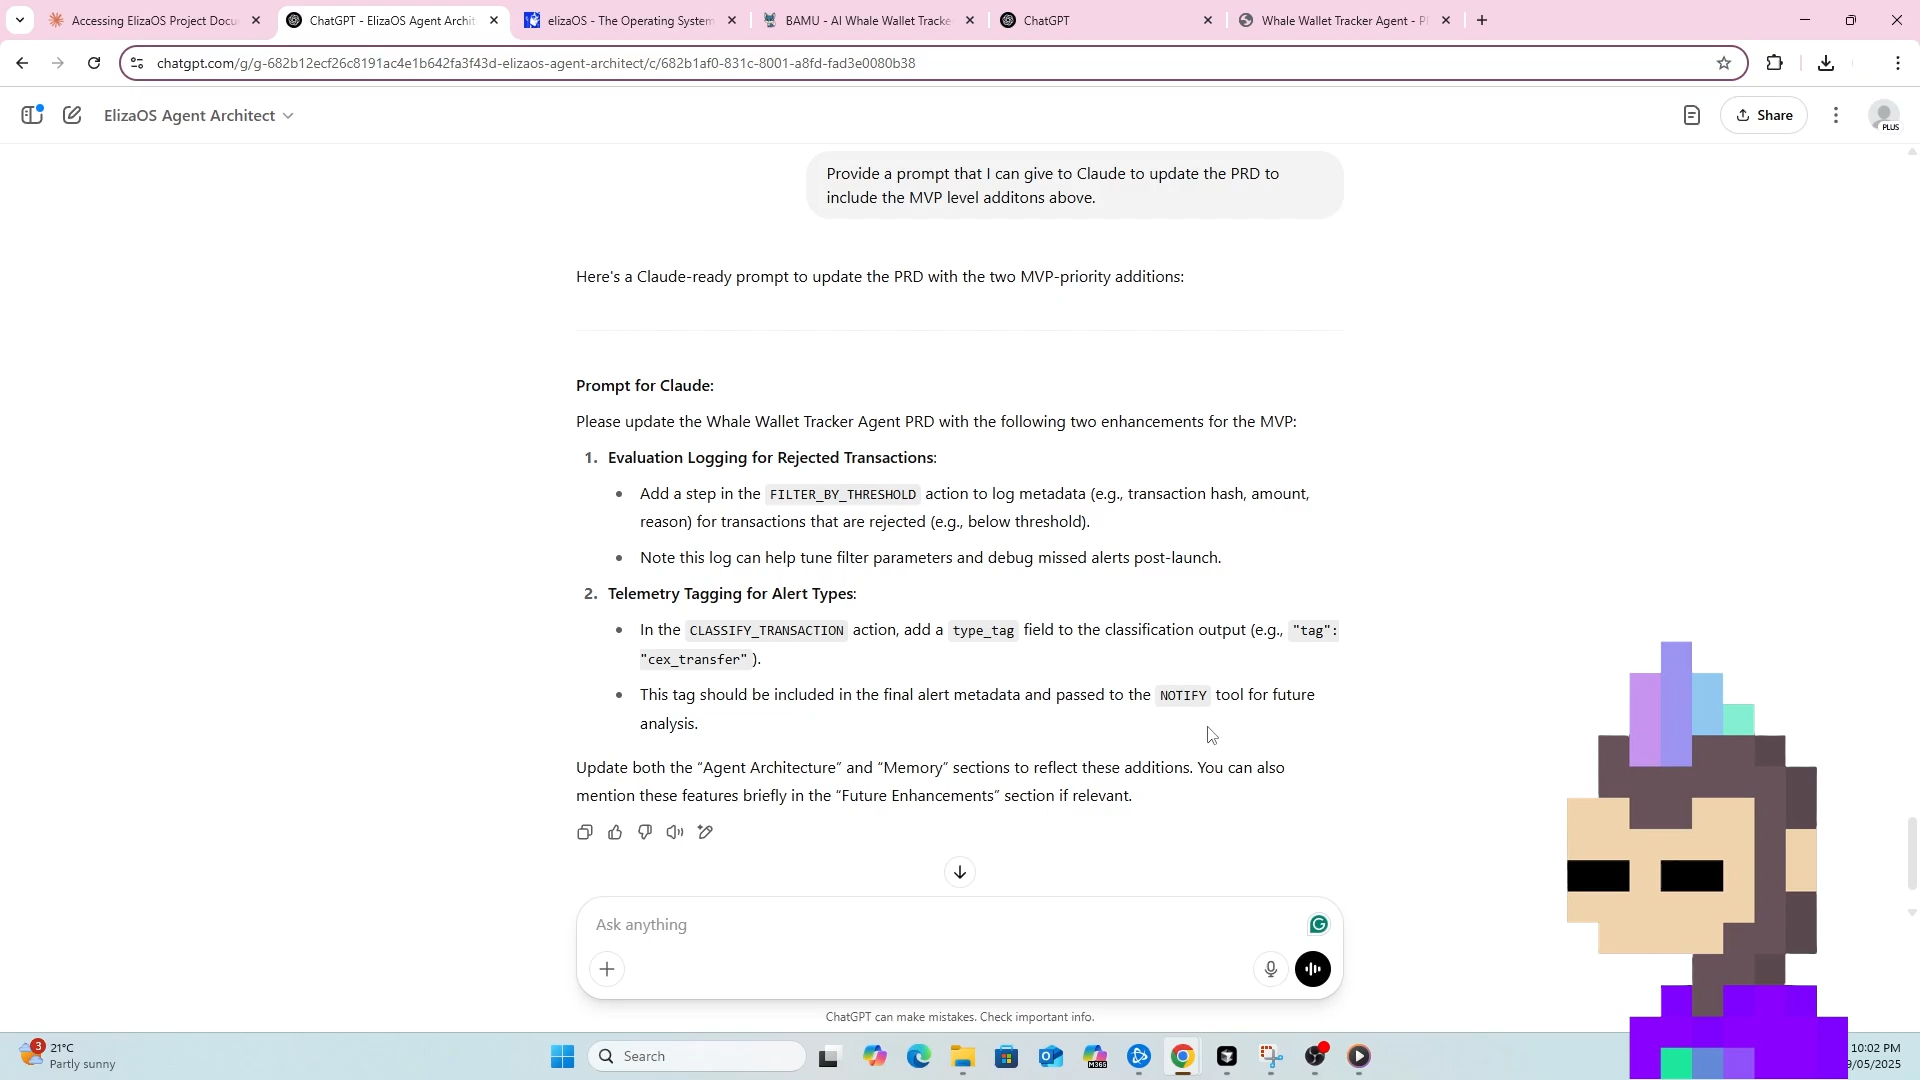 Accessing ElizaOS Project Docu
ChatGPT - ElizaOS Agent Archit
elizaOS - The Operating System
BAMU - AI Whale Wallet Tracke
ChatGPT
Whale Wallet Tracker Agent - P
chatgpt.com/g/g-682b12ecf26c8191ac4e1b642fa3f43d-elizaos-agent-architect/c/682b1af0-831c-8001-a8fd-fad3e0080b38
ElizaOS Agent Architect
Share
PLUS
Provide a prompt that I can give to Claude to update the PRD to
include the MVP level additons above.
Here's a Claude-ready prompt to update the PRD with the two MVP-priority additions:
Prompt for Claude:
Please update the Whale Wallet Tracker Agent PRD with the following two enhancements for the MVP:
1. Evaluation Logging for Rejected Transactions:
• Add a step in the FILTER_BY_THRESHOLD action to log metadata (e.g., transaction hash, amount,
reason) for transactions that are rejected (e.g., below threshold).
• Note this log can help tune filter parameters and debug missed alerts post-launch.
2. Telemetry Tagging for Alert Types:
• In the CLASSIFY_TRANSACTION action, add a type_tag field to the classification output (e.g., "tag":
"cex_transfer" ).
• This tag should be included in the final alert metadata and passed to the NOTIFY tool for future
analysis.
Update both the “Agent Architecture” and “Memory” sections to reflect these additions. You can also
mention these features briefly in the “Future Enhancements” section if relevant.
Ask anything
ChatGPT can make mistakes. Check important info.
3
21°C
Partly sunny
Search
M365
10:02 PM
9/05/2025